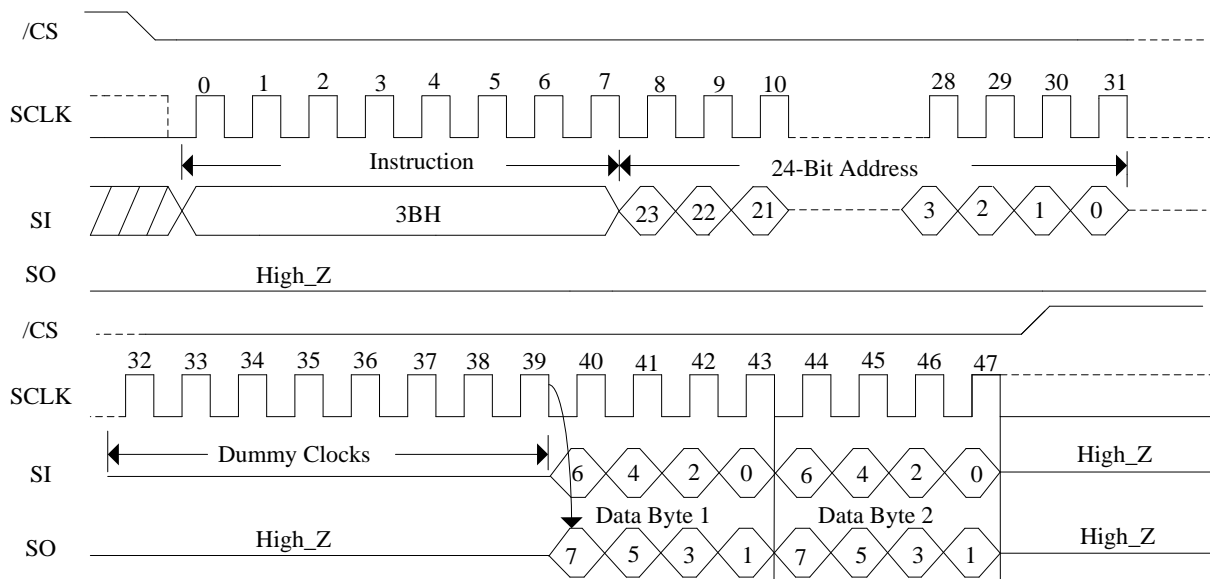 /CS
0 1 2 3 4 5 6 7 8 9 10 28 29 30 31
SCLK
Instruction 24-Bit Address
SI 3BH 23 22 21 3 2 1 0
SO High_Z
/CS
32 33 34 35 36 37 38 39 40 41 42 43 44 45 46 47
SCLK
Dummy Clocks
SI 6 4 2 0 6 4 2 0 High_Z
Data Byte 1 Data Byte 2
SO High_Z 7 5 3 1 7 5 3 1 High_Z